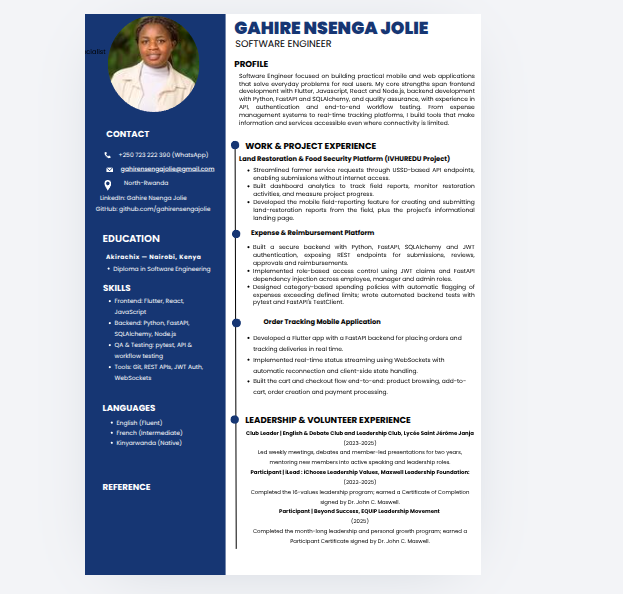 GAHIRE NSENGA JOLIE
SOFTWARE ENGINEER
PROFILE
Software Engineer focused on building practical mobile and web applications
that solve everyday problems for real users. My core strengths span frontend
development with Flutter, Javascript, React and Node.js, backend development
with Python, FastAPI and SQLAlchemy, and quality assurance, with experience in
API, authentication and end-to-end workflow testing. From expense
management systems to real-time tracking platforms, I build tools that make
information and services accessible even where connectivity is limited.
CONTACT
+250 723 222 390 (WhatsApp)
gahirensengajolie@gmail.com
North-Rwanda
LinkedIn: Gahire Nsenga Jolie
GitHub: github.com/gahirensengajolie
EDUCATION
Akirachix — Nairobi, Kenya
• Diploma in Software Engineering
SKILLS
• Frontend: Flutter, React,
JavaScript
• Backend: Python, FastAPI,
SQLAlchemy, Node.js
• QA & Testing: pytest, API &
workflow testing
• Tools: Git, REST APIs, JWT Auth,
WebSockets
LANGUAGES
• English (Fluent)
• French (Intermediate)
• Kinyarwanda (Native)
REFERENCE
WORK & PROJECT EXPERIENCE
Land Restoration & Food Security Platform (IVHUREDU Project)
• Streamlined farmer service requests through USSD-based API endpoints,
enabling submissions without internet access.
• Built dashboard analytics to track field reports, monitor restoration
activities, and measure project progress.
• Developed the mobile field-reporting feature for creating and submitting
land-restoration reports from the field, plus the project's informational
landing page.
Expense & Reimbursement Platform
• Built a secure backend with Python, FastAPI, SQLAlchemy and JWT
authentication, exposing REST endpoints for submissions, reviews,
approvals and reimbursements.
• Implemented role-based access control using JWT claims and FastAPI
dependency injection across employee, manager and admin roles.
• Designed category-based spending policies with automatic flagging of
expenses exceeding defined limits; wrote automated backend tests with
pytest and FastAPI's TestClient.
Order Tracking Mobile Application
• Developed a Flutter app with a FastAPI backend for placing orders and
tracking deliveries in real time.
• Implemented real-time status streaming using WebSockets with
automatic reconnection and client-side state handling.
• Built the cart and checkout flow end-to-end: product browsing, add-to-
cart, order creation and payment processing.
LEADERSHIP & VOLUNTEER EXPERIENCE
Club Leader | English & Debate Club and Leadership Club, Lycée Saint Jérôme Janja
(2023-2025)
Led weekly meetings, debates and member-led presentations for two years,
mentoring new members into active speaking and leadership roles.
Participant | iLead : iChoose Leadership Values, Maxwell Leadership Foundation:
(2022-2025)
Completed the 16-values leadership program; earned a Certificate of Completion
signed by Dr. John C. Maxwell.
Participant | Beyond Success, EQUIP Leadership Movement
(2025)
Completed the month-long leadership and personal growth program; earned a
Participant Certificate signed by Dr. John C. Maxwell.